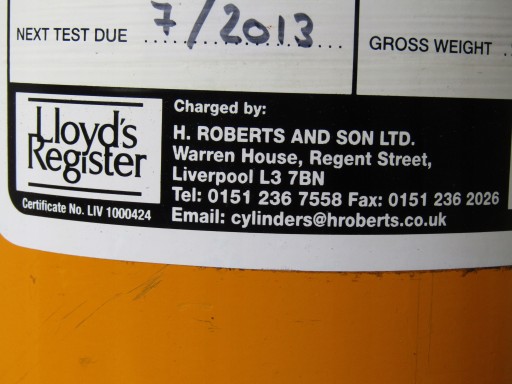 NEXT TEST DUE ..7/2013...
GROSS WEIGHT
Lloyd's
Register
Certificate No. LIV 1000424
Charged by:
H. ROBERTS AND SON LTD.
Warren House, Regent Street,
Liverpool L3 7BN
Tel: 0151 236 7558 Fax: 0151 236 2026
Email: cylinders@hroberts.co.uk